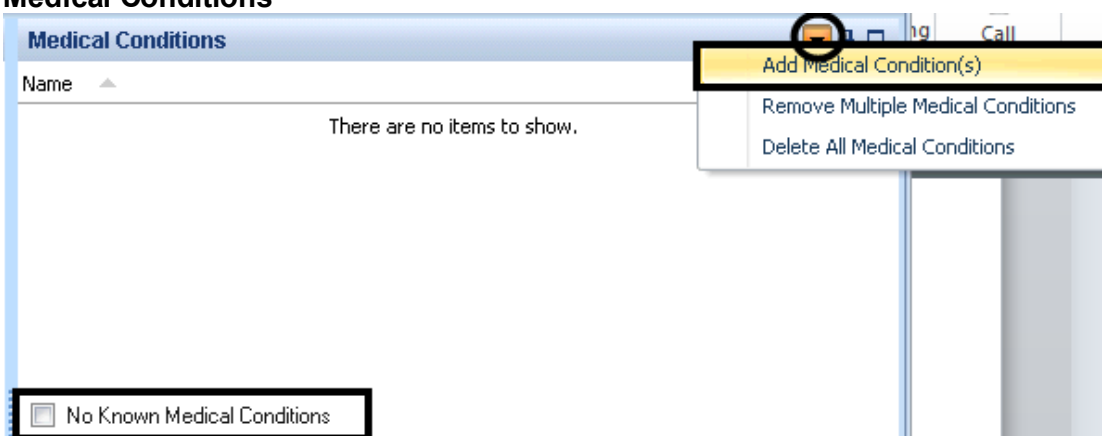 Medical Conditions
Medical Conditions
ng Call
Add Medical Condition(s)
Name
Remove Multiple Medical Conditions
There are no items to show.
Delete All Medical Conditions
No Known Medical Conditions